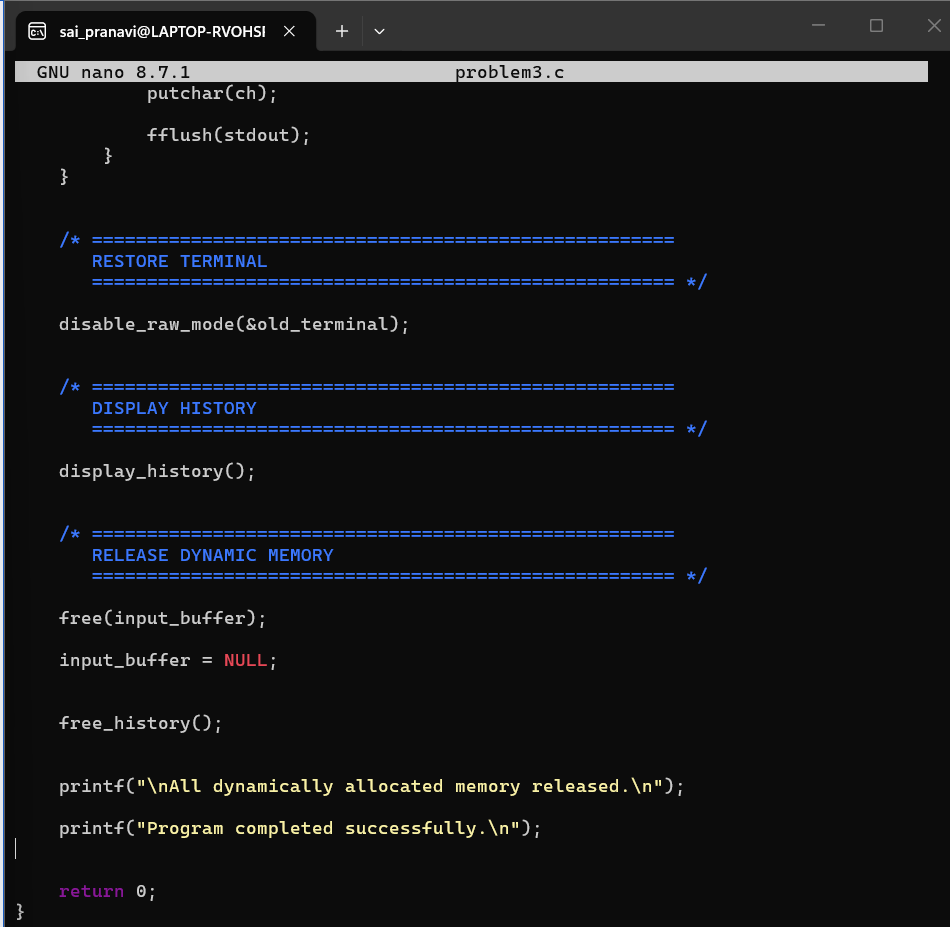 sai_pranavi@LAPTOP-RVOHSI
GNU nano 8.7.1 problem3.c
putchar(ch);
fflush(stdout);
}
}
/* =====================================================
RESTORE TERMINAL
===================================================== */
disable_raw_mode(&old_terminal);
/* =====================================================
DISPLAY HISTORY
===================================================== */
display_history();
/* =====================================================
RELEASE DYNAMIC MEMORY
===================================================== */
free(input_buffer);
input_buffer = NULL;
free_history();
printf("\nAll dynamically allocated memory released.\n");
printf("Program completed successfully.\n");
return 0;
}